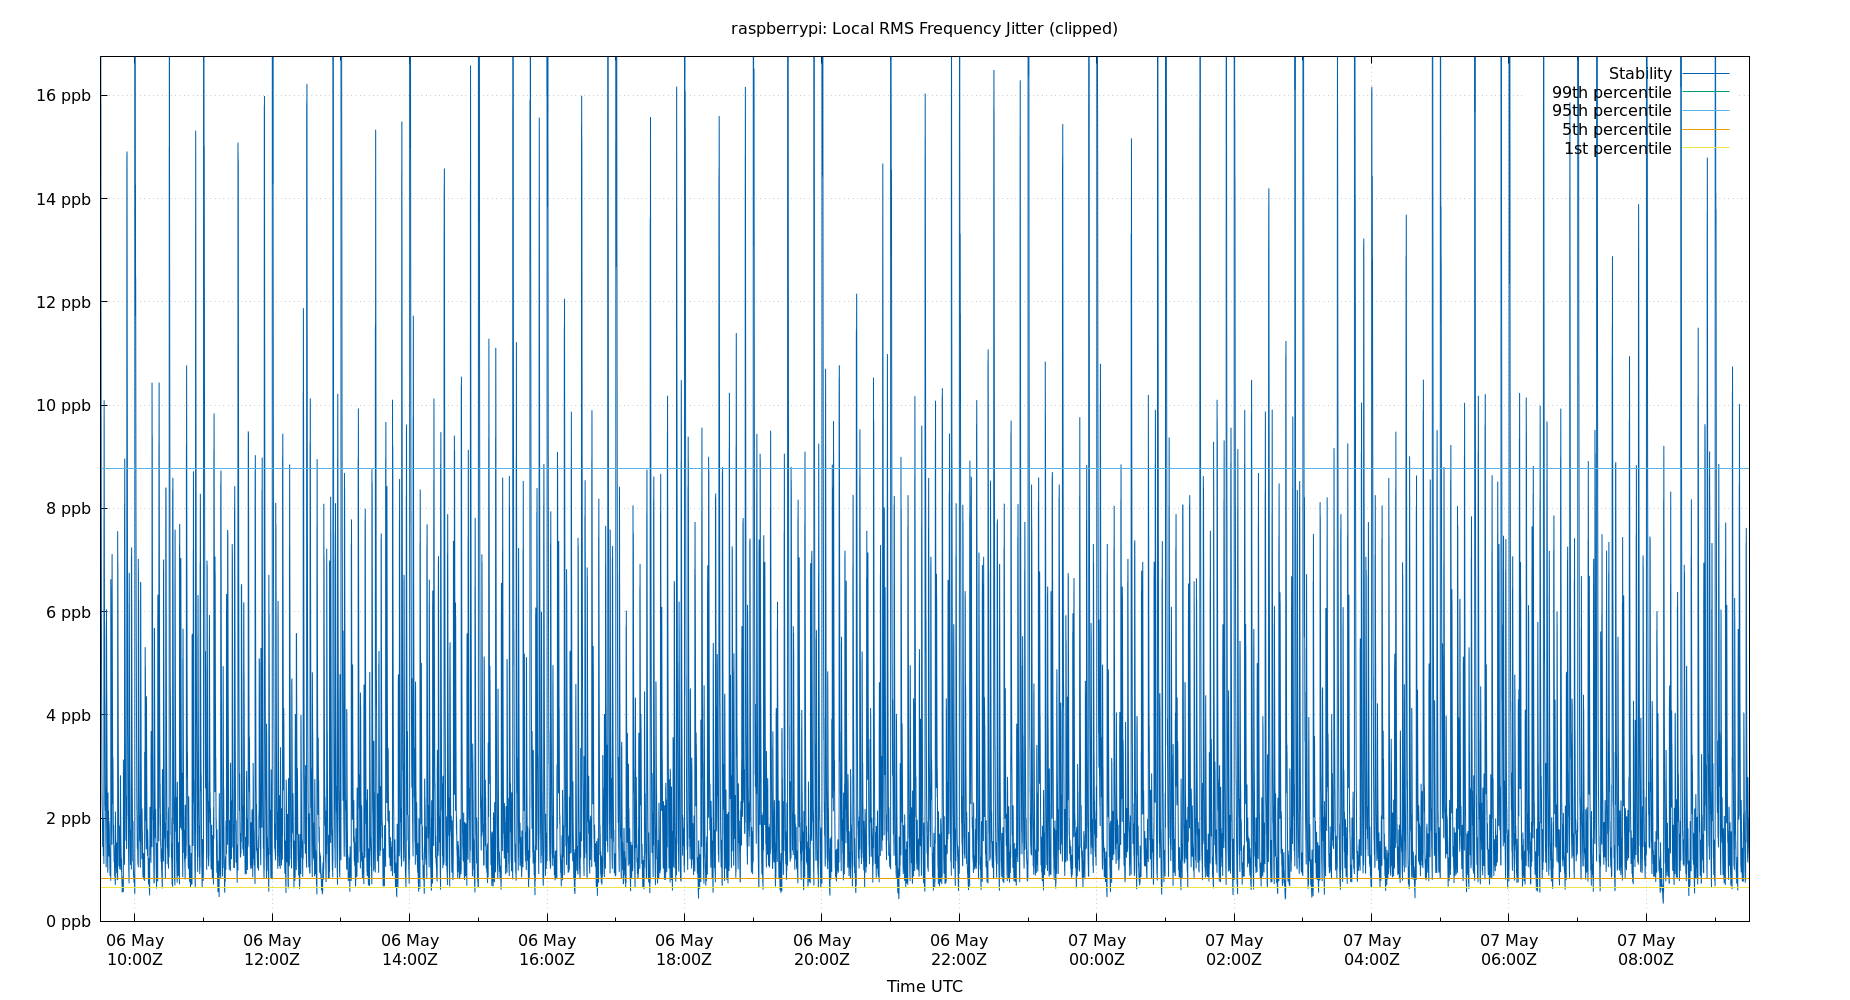 raspberrypi: Local RMS Frequency Jitter (clipped)
Stability
99th percentile
95th percentile
5th percentile
1st percentile
16 ppb
14 ppb
12 ppb
10 ppb
8 ppb
6 ppb
4 ppb
2 ppb
0 ppb
06 May 06 May 06 May 06 May 06 May 06 May 06 May 07 May 07 May 07 May 07 May 07 May
10:00Z 12:00Z 14:00Z 16:00Z 18:00Z 20:00Z 22:00Z 00:00Z 02:00Z 04:00Z 06:00Z 08:00Z
Time UTC